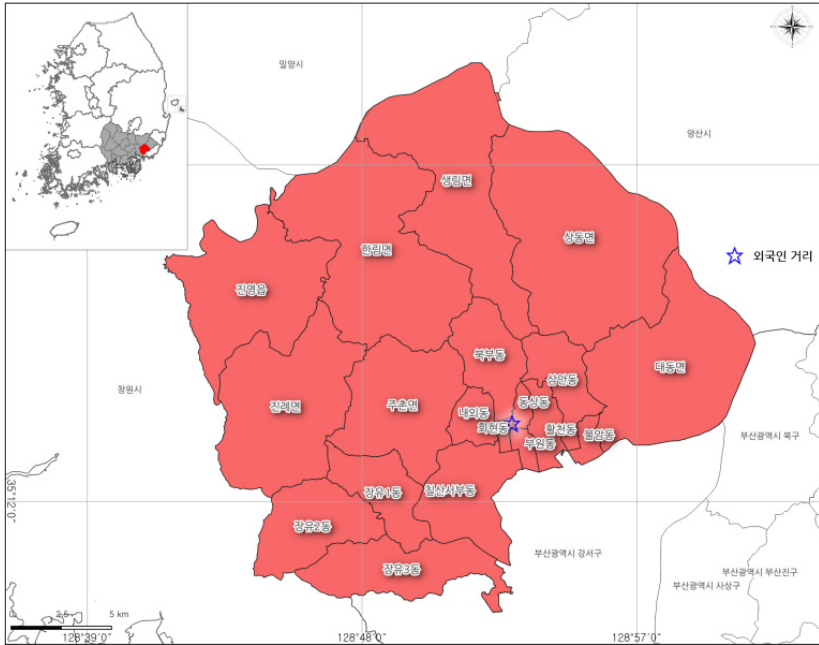 밀양시
양산시
생림면
상동면
한림면
외국인 거리
진영읍
북부동
대동면
삼안동
창원시
진례면
주촌면
동상동
내외동
회현동
활천동
불암동
부원동
부산광역시 북구
35°12'0"
장유1동
칠산서부동
장유2동
부산광역시 강서구
장유3동
부산광역시 부산진구
부산광역시 사상구
0 2.5 5 km
128°39'0"
128°48'0"
128°57'0"